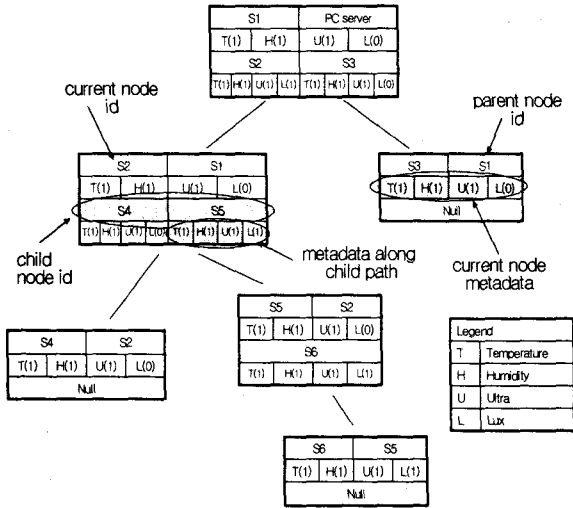 S1 PC server
T(1) H(1) U(1) L(0)
S2 S3
T(1) H(1) U(1) L(1) T(1) H(1) U(1) L(0)
current node id
parent node id
S2 S1
T(1) H(1) U(1) L(0)
S4 S5
T(1) H(1) U(1) L(0) T(1) H(1) U(1) L(1)
S3 S1
T(1) H(1) U(1) L(0)
Null
child node id
metadata along child path
current node metadata
S4 S2
T(1) H(1) U(1) L(0)
Null
S5 S2
T(1) H(1) U(1) L(0)
S6
T(1) H(1) U(1) L(1)
S6 S5
T(1) H(1) U(1) L(1)
Null
Legend
T Temperature
H Humidity
U Ultra
L Lux